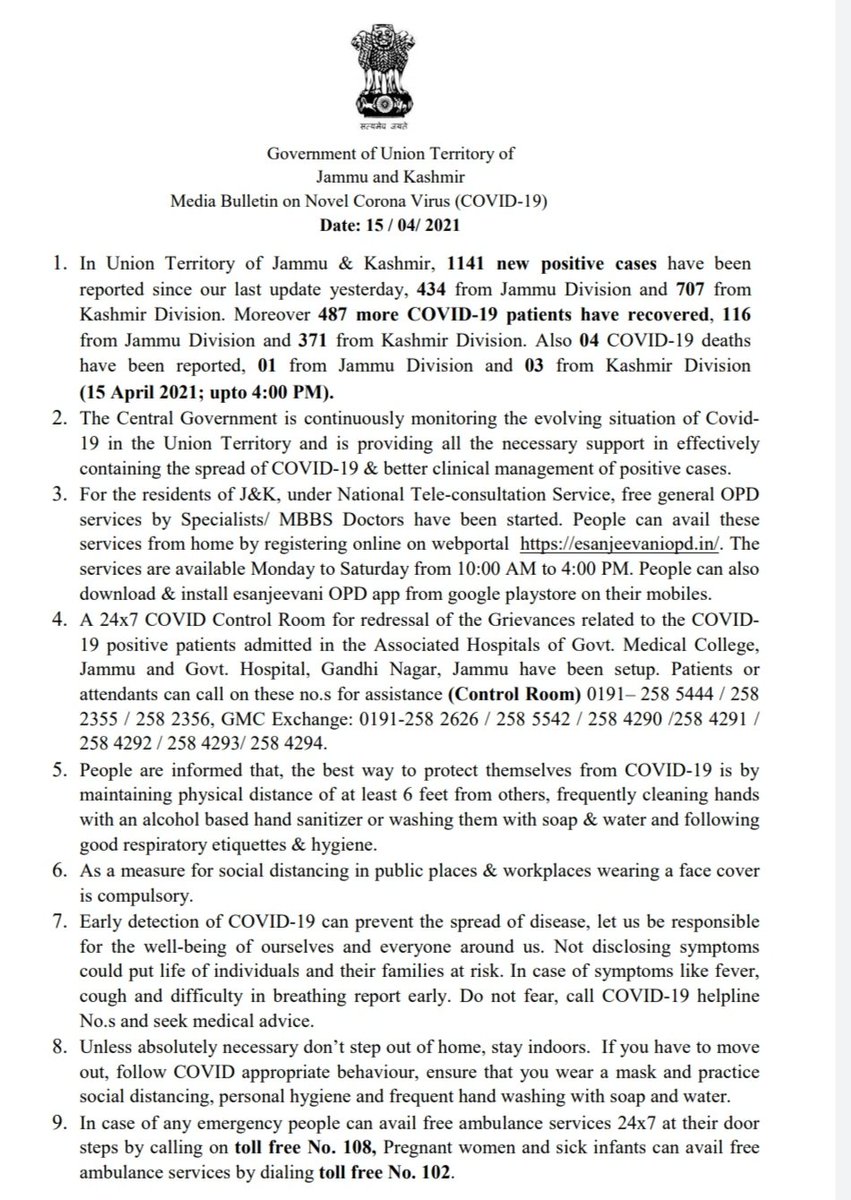 सत्यमेव जयते
Government of Union Territory of
Jammu and Kashmir
Media Bulletin on Novel Corona Virus (COVID-19)
Date: 15 / 04/ 2021
1. In Union Territory of Jammu & Kashmir, 1141 new positive cases have been
reported since our last update yesterday, 434 from Jammu Division and 707 from
Kashmir Division. Moreover 487 more COVID-19 patients have recovered, 116
from Jammu Division and 371 from Kashmir Division. Also 04 COVID-19 deaths
have been reported, 01 from Jammu Division and 03 from Kashmir Division
(15 April 2021; upto 4:00 PM).
2. The Central Government is continuously monitoring the evolving situation of Covid-
19 in the Union Territory and is providing all the necessary support in effectively
containing the spread of COVID-19 & better clinical management of positive cases.
3. For the residents of J&K, under National Tele-consultation Service, free general OPD
services by Specialists/ MBBS Doctors have been started. People can avail these
services from home by registering online on webportal https://esanjeevaniopd.in/. The
services are available Monday to Saturday from 10:00 AM to 4:00 PM. People can also
download & install esanjeevani OPD app from google playstore on their mobiles.
4. A 24x7 COVID Control Room for redressal of the Grievances related to the COVID-
19 positive patients admitted in the Associated Hospitals of Govt. Medical College,
Jammu and Govt. Hospital, Gandhi Nagar, Jammu have been setup. Patients or
attendants can call on these no.s for assistance (Control Room) 0191– 258 5444 / 258
2355 / 258 2356, GMC Exchange: 0191-258 2626 / 258 5542 / 258 4290 /258 4291 /
258 4292 / 258 4293/ 258 4294.
5. People are informed that, the best way to protect themselves from COVID-19 is by
maintaining physical distance of at least 6 feet from others, frequently cleaning hands
with an alcohol based hand sanitizer or washing them with soap & water and following
good respiratory etiquettes & hygiene.
6. As a measure for social distancing in public places & workplaces wearing a face cover
is compulsory.
7. Early detection of COVID-19 can prevent the spread of disease, let us be responsible
for the well-being of ourselves and everyone around us. Not disclosing symptoms
could put life of individuals and their families at risk. In case of symptoms like fever,
cough and difficulty in breathing report early. Do not fear, call COVID-19 helpline
No.s and seek medical advice.
8. Unless absolutely necessary don’t step out of home, stay indoors. If you have to move
out, follow COVID appropriate behaviour, ensure that you wear a mask and practice
social distancing, personal hygiene and frequent hand washing with soap and water.
9. In case of any emergency people can avail free ambulance services 24x7 at their door
steps by calling on toll free No. 108, Pregnant women and sick infants can avail free
ambulance services by dialing toll free No. 102.